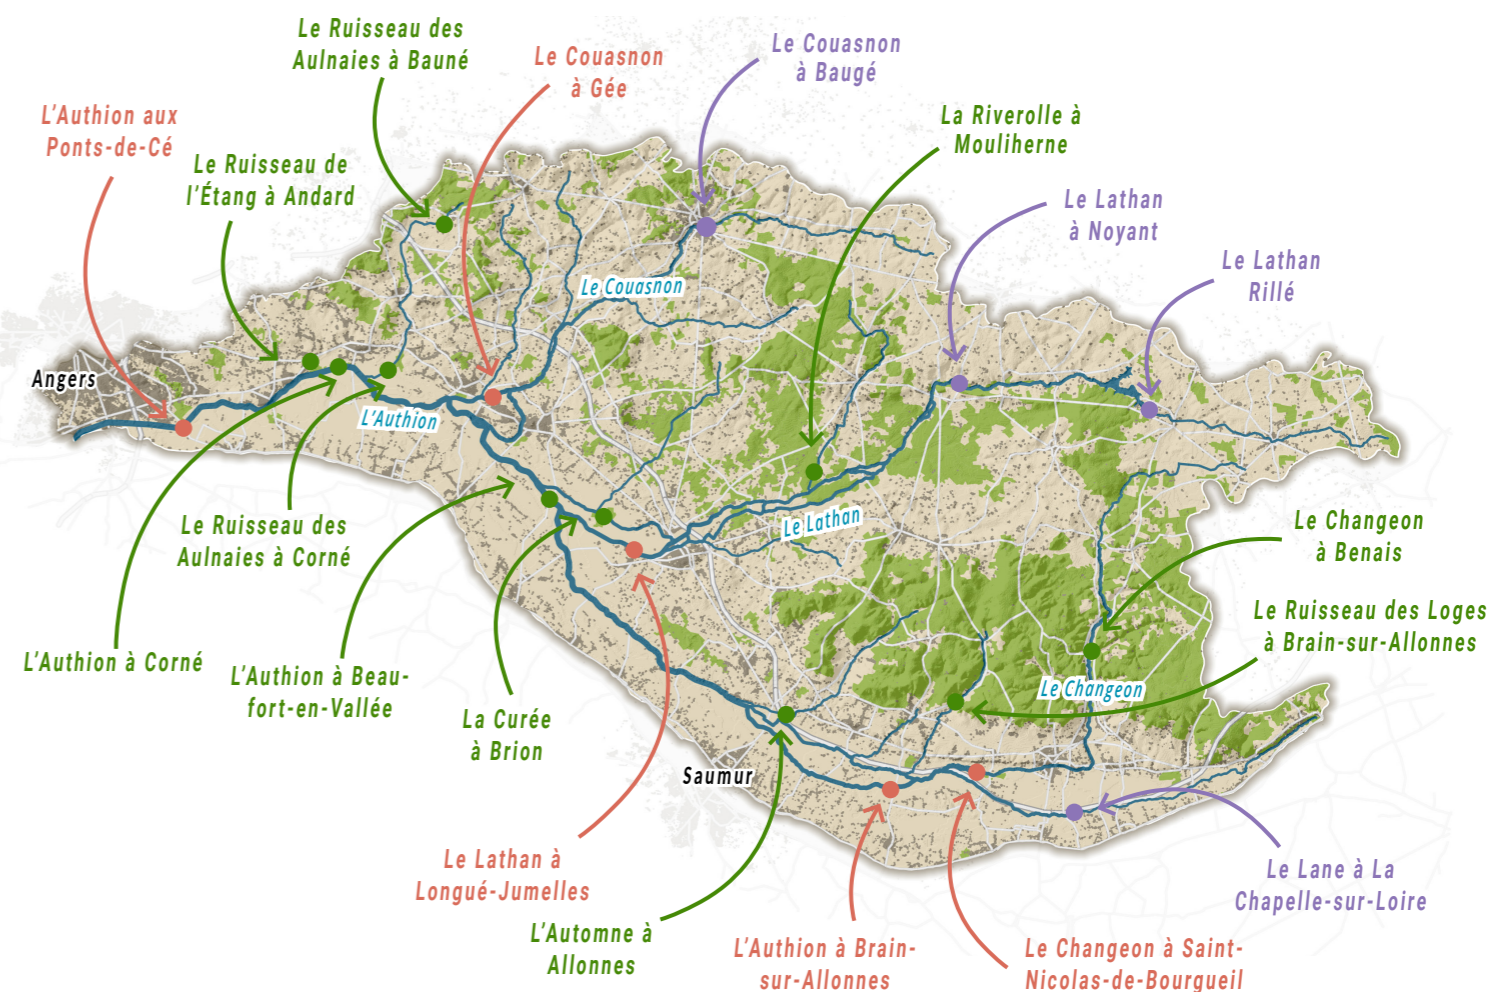 Le Ruisseau des
Aulnaies à Bauné
Le Couasnon
à Gée
Le Couasnon
à Baugé
L'Authion aux
Ponts-de-Cé
Le Ruisseau de
l'Étang à Andard
La Riverolle à
Mouliherne
Le Lathan
à Noyant
Le Lathan
Rillé
Le Couasnon
Angers
L'Authion
Le Lathan
Le Ruisseau des
Aulnaies à Corné
Le Changeon
à Benais
Le Ruisseau des Loges
à Brain-sur-Allonnes
L'Authion à Corné
L'Authion à Beau-
fort-en-Vallée
Le Changeon
La Curée
à Brion
Saumur
Le Lathan à
Longué-Jumelles
Le Lane à La
Chapelle-sur-Loire
L'Automne à
Allonnes
L'Authion à Brain-
sur-Allonnes
Le Changeon à Saint-
Nicolas-de-Bourgueil